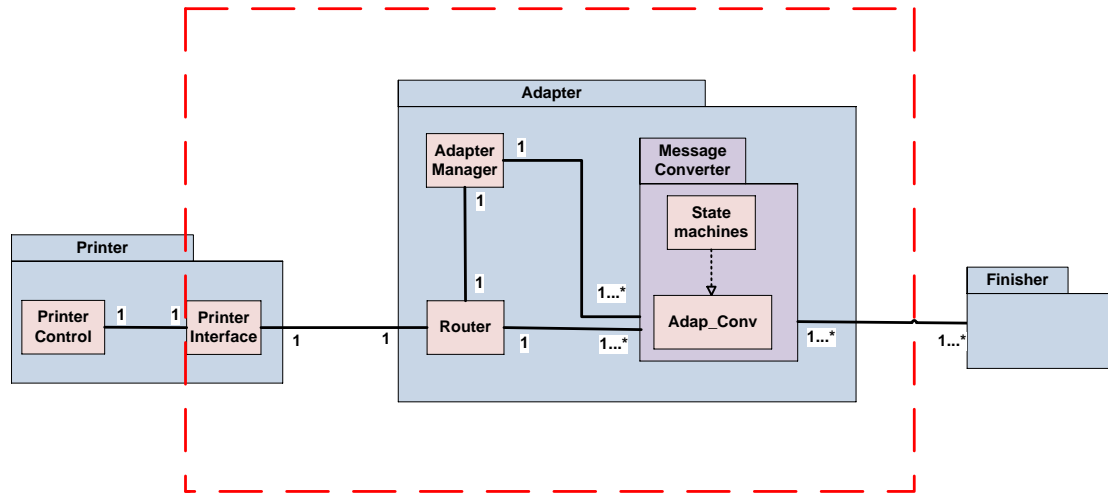 Adapter
Adapter
Manager
1
1
Message
Converter
State
machines
Printer
Finisher
1
1...*
Printer
Control
1
1
Printer
Interface
1
1
Router
1
1...*
Adap_Conv
1...*
1...*